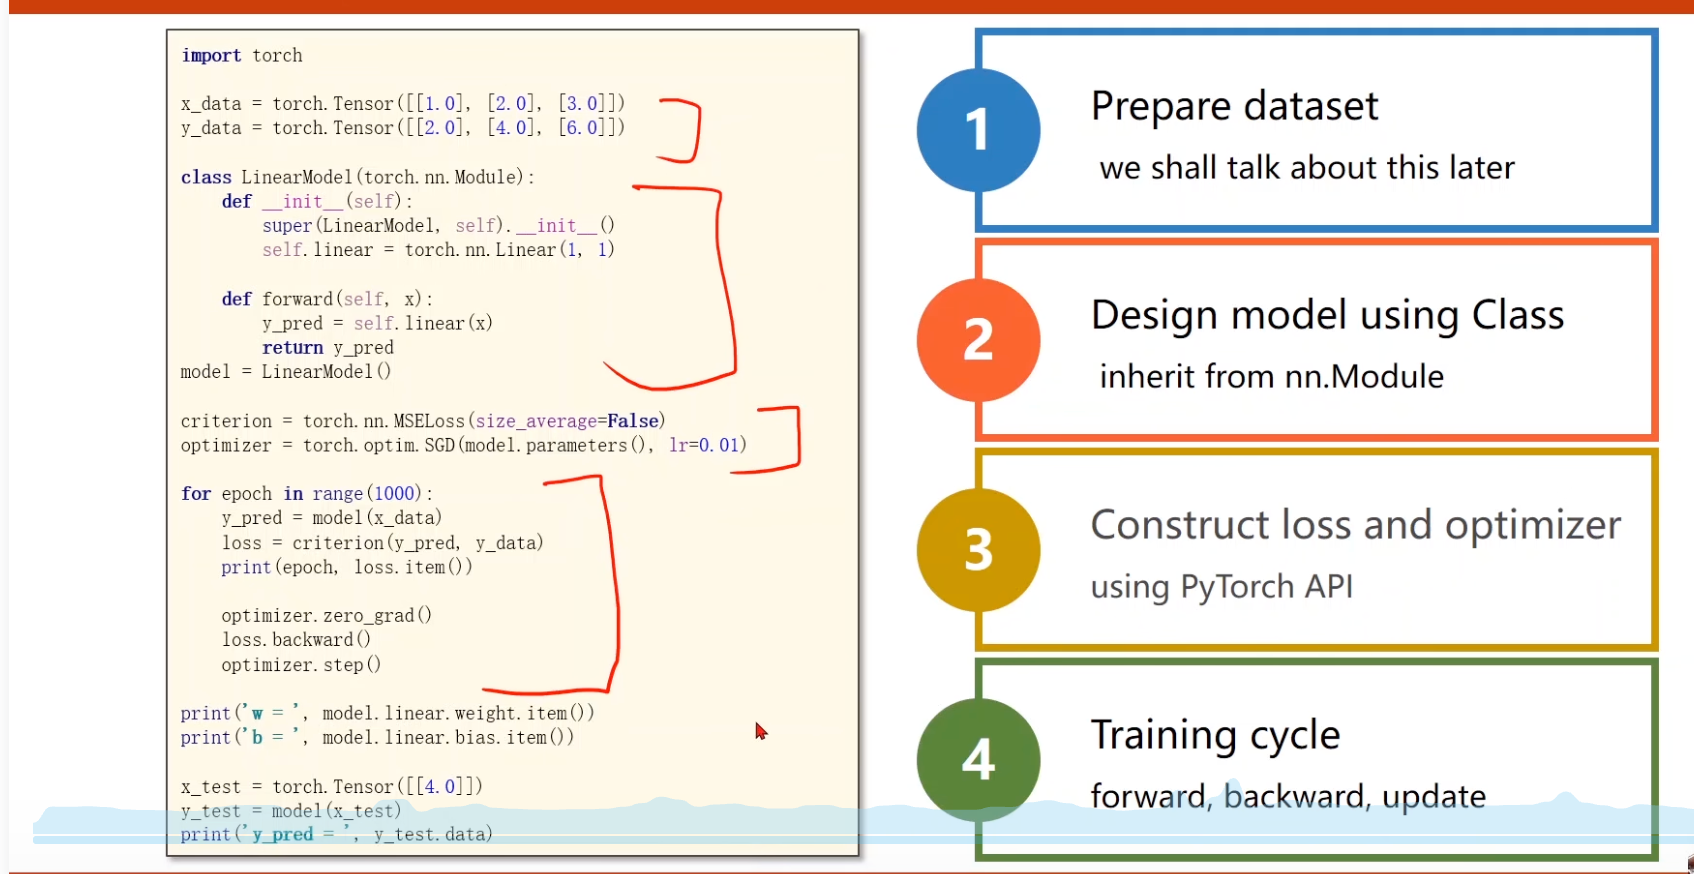 import torch
x_data = torch.Tensor([[1.0], [2.0], [3.0]])
y_data = torch.Tensor([[2.0], [4.0], [6.0]])
class LinearModel(torch.nn.Module):
    def __init__(self):
        super(LinearModel, self).__init__()
        self.linear = torch.nn.Linear(1, 1)
    def forward(self, x):
        y_pred = self.linear(x)
        return y_pred
model = LinearModel()
criterion = torch.nn.MSELoss(size_average=False)
optimizer = torch.optim.SGD(model.parameters(), lr=0.01)
for epoch in range(1000):
    y_pred = model(x_data)
    loss = criterion(y_pred, y_data)
    print(epoch, loss.item())
    optimizer.zero_grad()
    loss.backward()
    optimizer.step()
print('w = ', model.linear.weight.item())
print('b = ', model.linear.bias.item())
x_test = torch.Tensor([[4.0]])
y_test = model(x_test)
print('y_pred = ', y_test.data)
1
Prepare dataset
we shall talk about this later
2
Design model using Class
inherit from nn.Module
3
Construct loss and optimizer
using PyTorch API
4
Training cycle
forward, backward, update